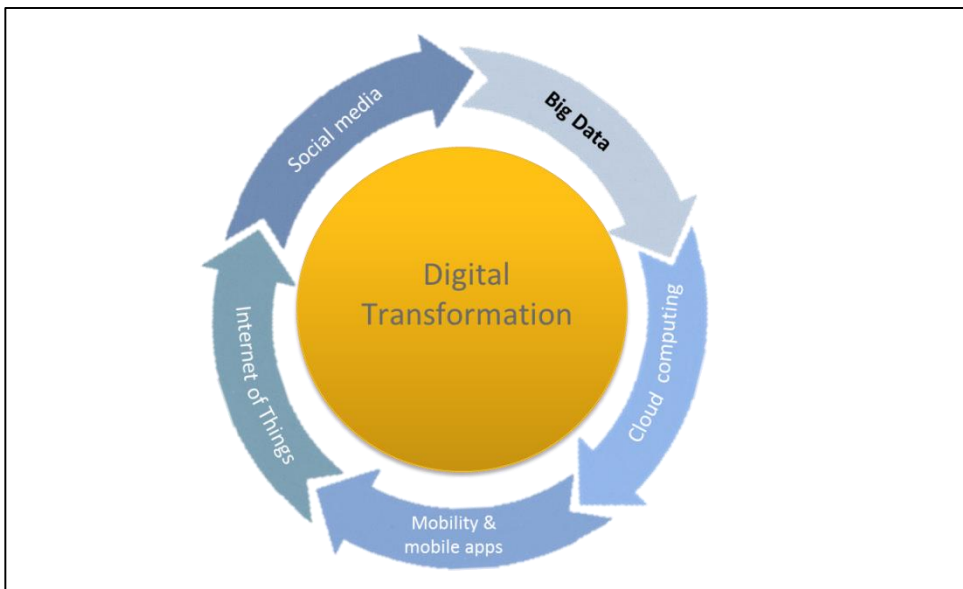 Social media
Big Data
Digital
Transformation
Cloud computing
Internet of Things
Mobility &
mobile apps